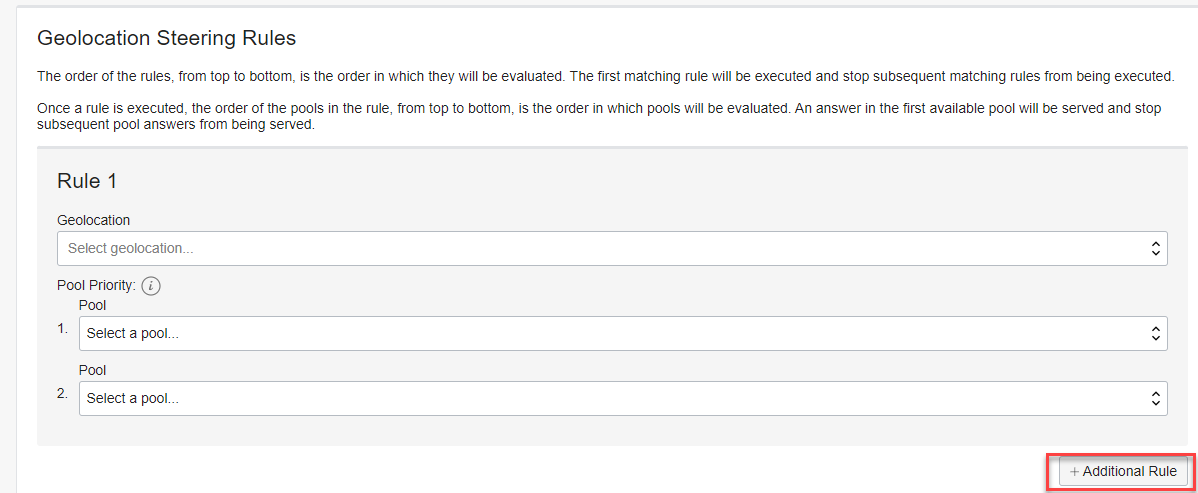 Geolocation Steering Rules
The order of the rules, from top to bottom, is the order in which they will be evaluated. The first matching rule will be executed and stop subsequent matching rules from being executed.
Once a rule is executed, the order of the pools in the rule, from top to bottom, is the order in which pools will be evaluated. An answer in the first available pool will be served and stop
subsequent pool answers from being served.
Rule 1
Geolocation
Select geolocation...
Pool Priority: i
Pool
1. Select a pool...
Pool
2. Select a pool...
+ Additional Rule